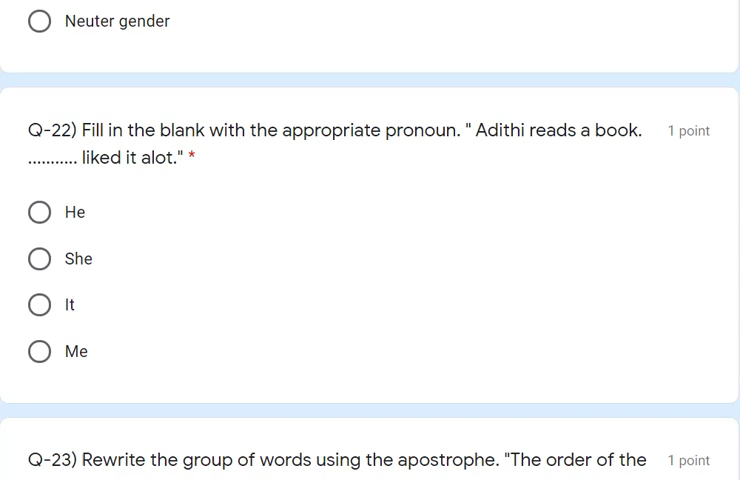 Neuter gender
Q-22) Fill in the blank with the appropriate pronoun. " Adithi reads a book. 1 point
........... liked it alot." *
He
She
It
Me
Q-23) Rewrite the group of words using the apostrophe. "The order of the 1 point